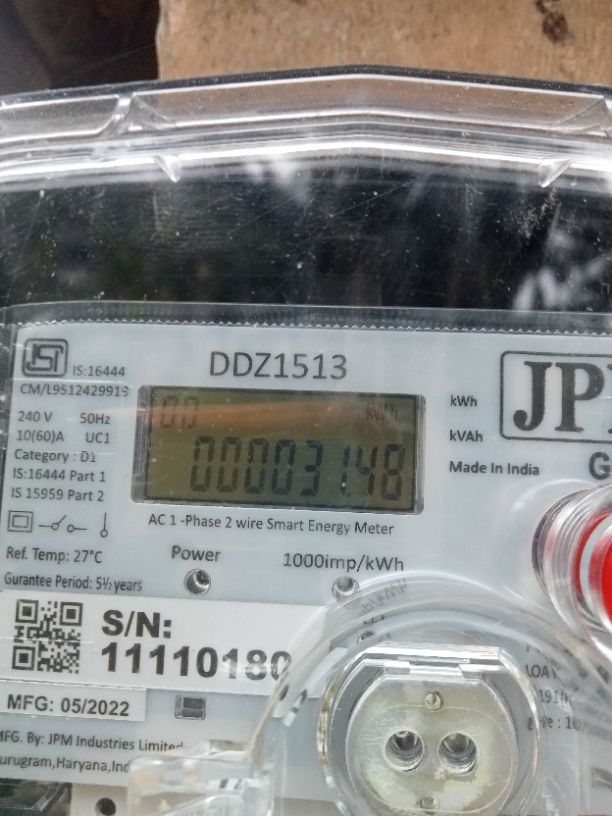 IS:16444
DDZ1513
CM/L9512429919
JP
240 V 50Hz
10(60)A UC1
Category : D1
IS:16444 Part 1
IS 15959 Part 2
00 kWh
000031.48
kWh
kVAh
Made In India
G
AC 1 -Phase 2 wire Smart Energy Meter
Ref. Temp: 27°C
Power
1000imp/kWh
Gurantee Period: 5½ years
S/N:
11110180
MFG: 05/2022
MFG. By: JPM Industries Limited
urugram,Haryana,Ind